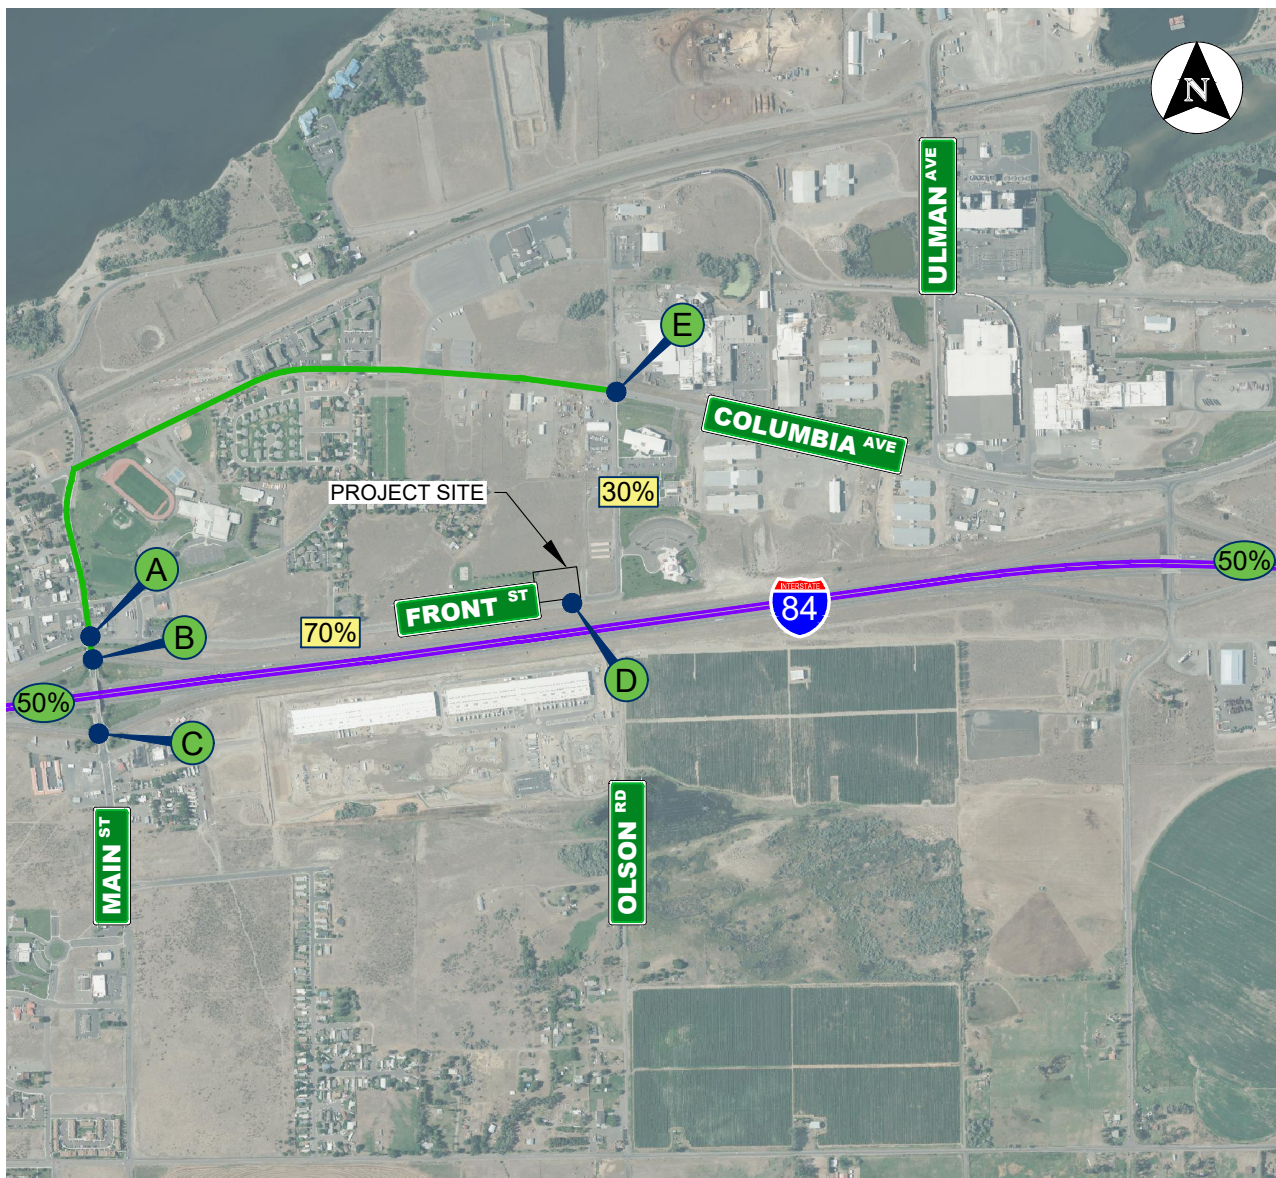 N
ULMAN AVE
E
COLUMBIA AVE
PROJECT SITE
30%
A
50%
INTERSTATE
84
FRONT ST
70%
B
D
50%
C
MAIN ST
OLSON RD